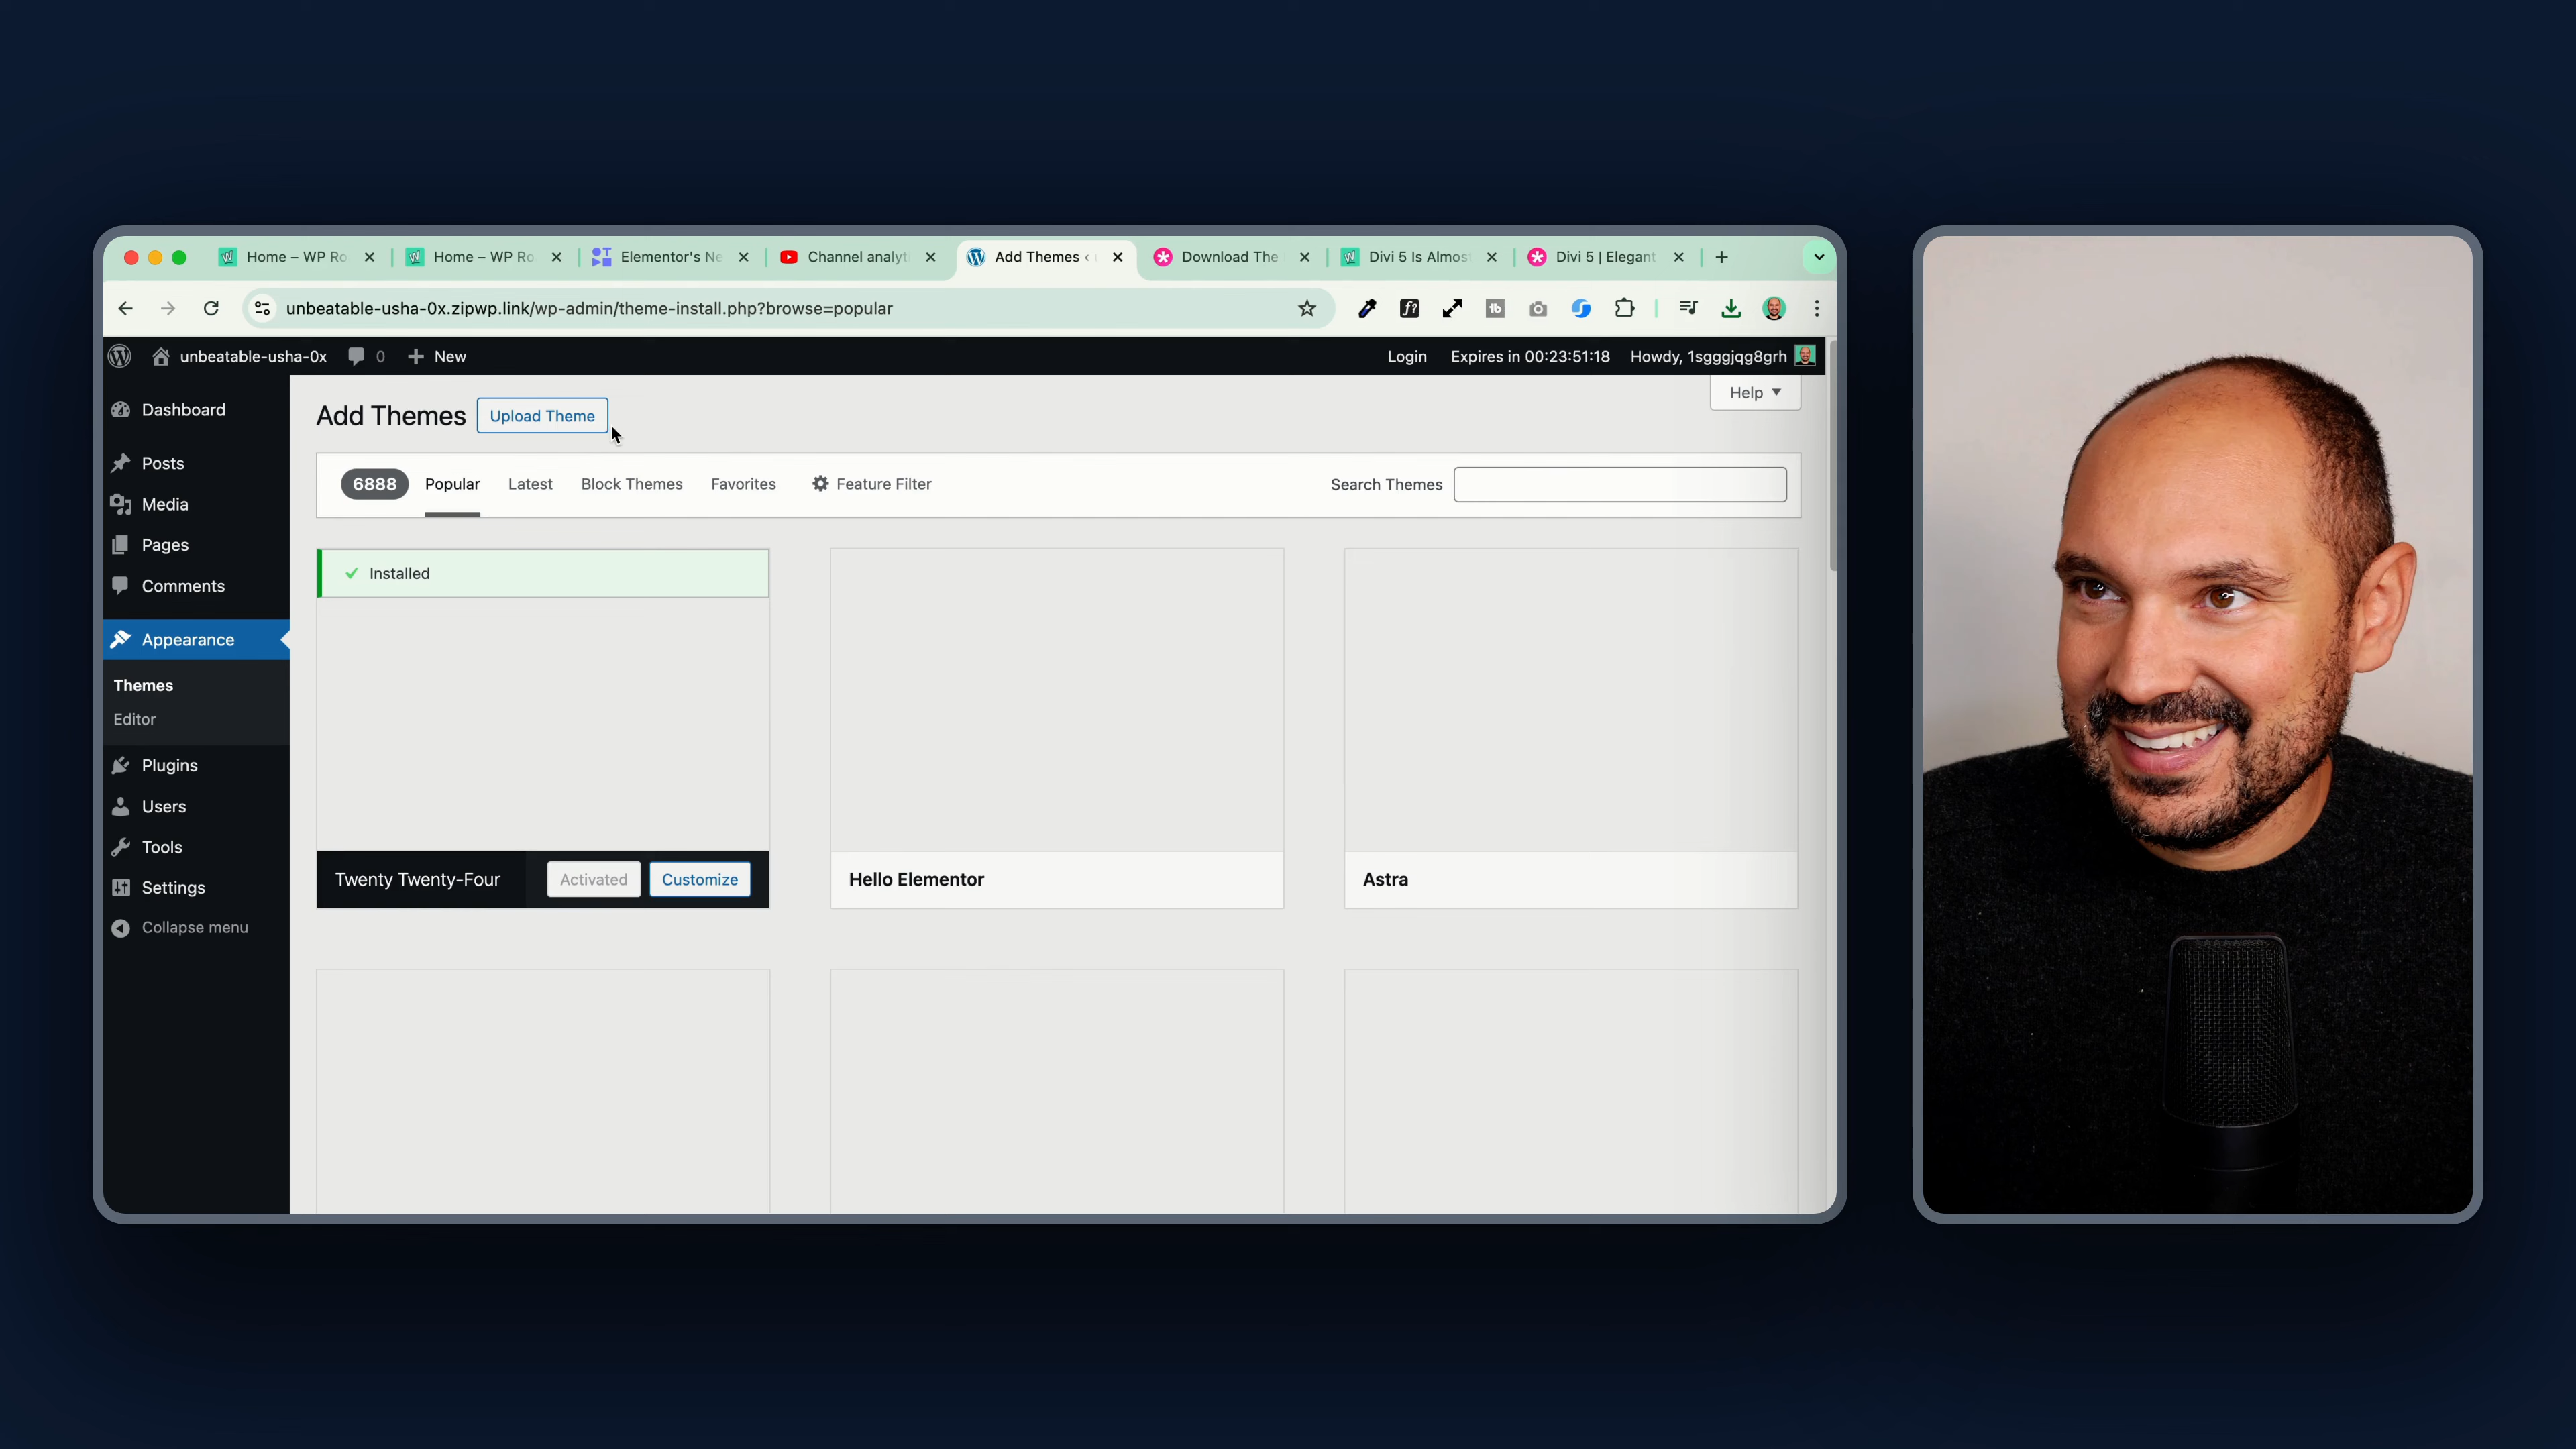 Home – WP Ro
Home – WP Ro
Elementor's Ne
Channel analyt
Add Themes ‹
Download The
Divi 5 Is Almos
Divi 5 | Elegant
unbeatable-usha-0x.zipwp.link/wp-admin/theme-install.php?browse=popular
unbeatable-usha-0x 0 New
Login Expires in 00:23:51:18 Howdy, 1sgggjqg8grh
Dashboard
Posts
Media
Pages
Comments
Appearance
Themes
Editor
Plugins
Users
Tools
Settings
Collapse menu
Help
Add Themes Upload Theme
6888 Popular Latest Block Themes Favorites Feature Filter Search Themes
Installed
Twenty Twenty-Four Activated Customize
Hello Elementor
Astra